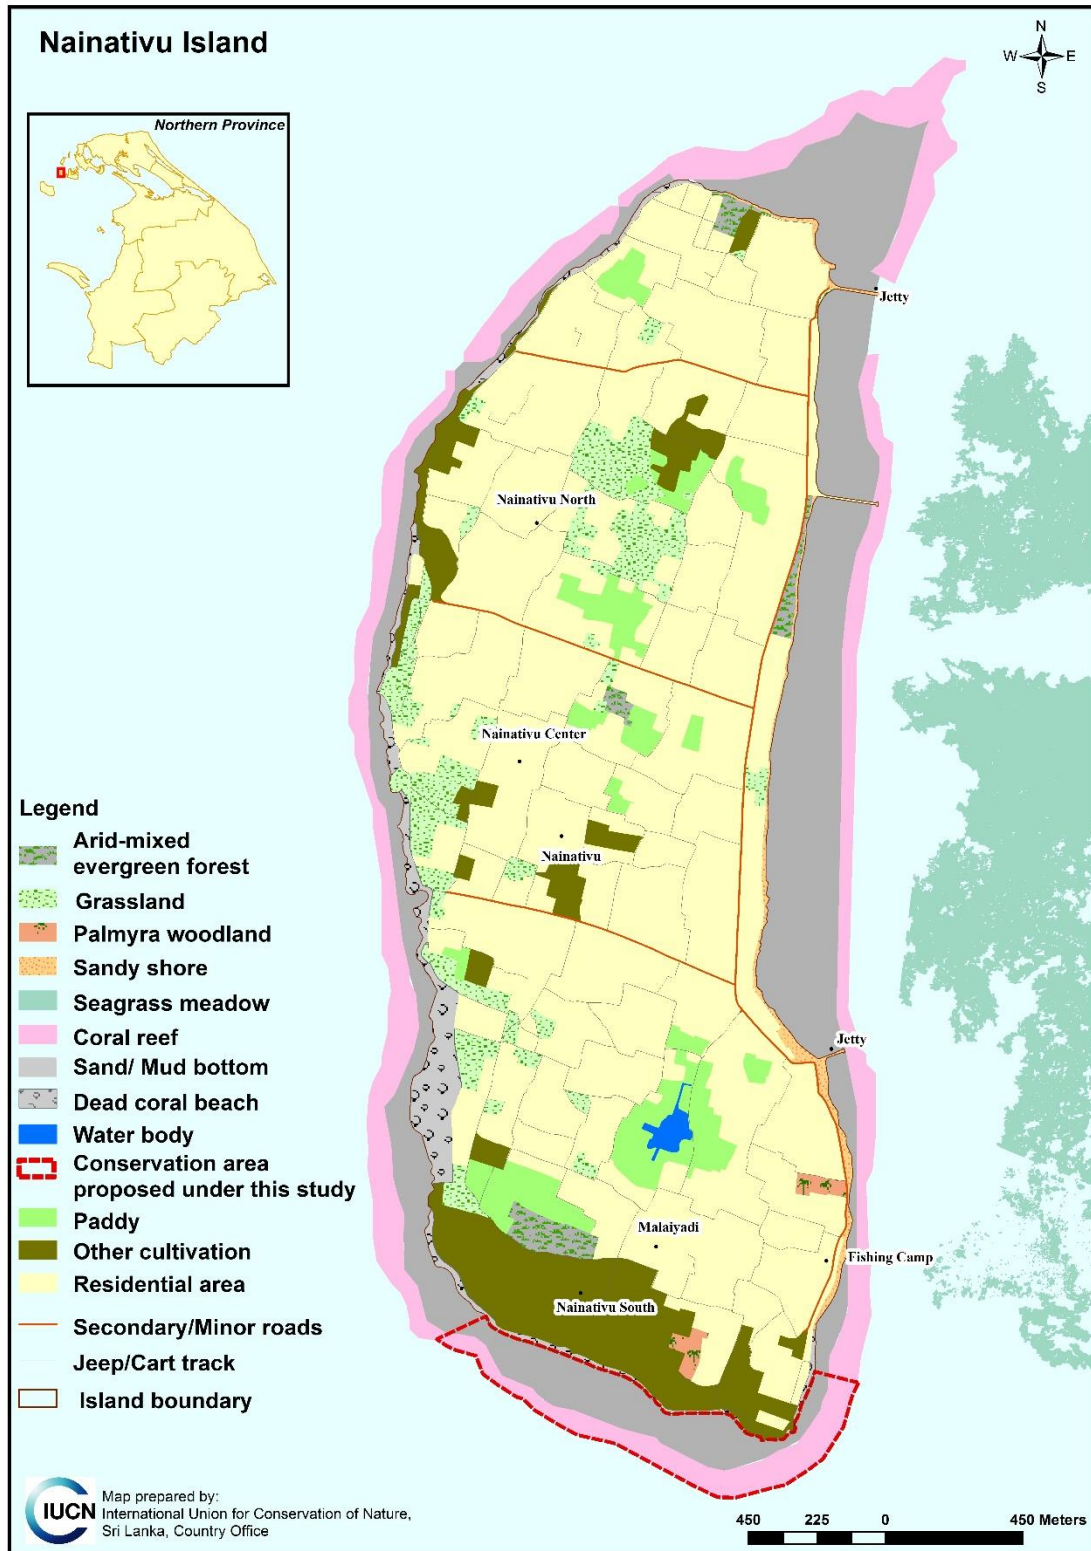 Nainativu Island
N
W E
S
Northern Province
Jetty
Nainativu North
Nainativu Center
Nainativu
Jetty
Malaiyadi
Fishing Camp
Nainativu South
Legend
Arid-mixed
evergreen forest
Grassland
Palmyra woodland
Sandy shore
Seagrass meadow
Coral reef
Sand/ Mud bottom
Dead coral beach
Water body
Conservation area
proposed under this study
Paddy
Other cultivation
Residential area
Secondary/Minor roads
Jeep/Cart track
Island boundary
IUCN
Map prepared by:
International Union for Conservation of Nature,
Sri Lanka, Country Office
450 225 0 450 Meters